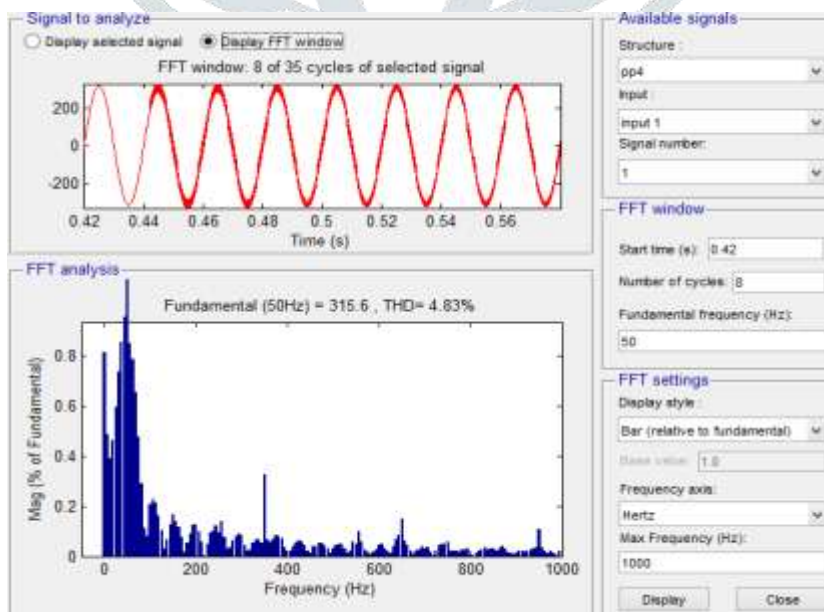 Signal to analyze
Display selected signal
Display FFT window
FFT window: 8 of 35 cycles of selected signal
200
0
-200
0.42 0.44 0.46 0.48 0.5 0.52 0.54 0.56
Time (s)
FFT analysis
Fundamental (50Hz) = 315.6 , THD= 4.83%
Mag (% of Fundamental)
0.8
0.6
0.4
0.2
0
0 200 400 600 800 1000
Frequency (Hz)
Available signals
Structure :
pp4
Input :
input 1
Signal number:
1
FFT window
Start time (s): 0.42
Number of cycles: 8
Fundamental frequency (Hz):
50
FFT settings
Display style :
Bar (relative to fundamental)
Base value: 1.0
Frequency axis:
Hertz
Max Frequency (Hz):
1000
Display
Close